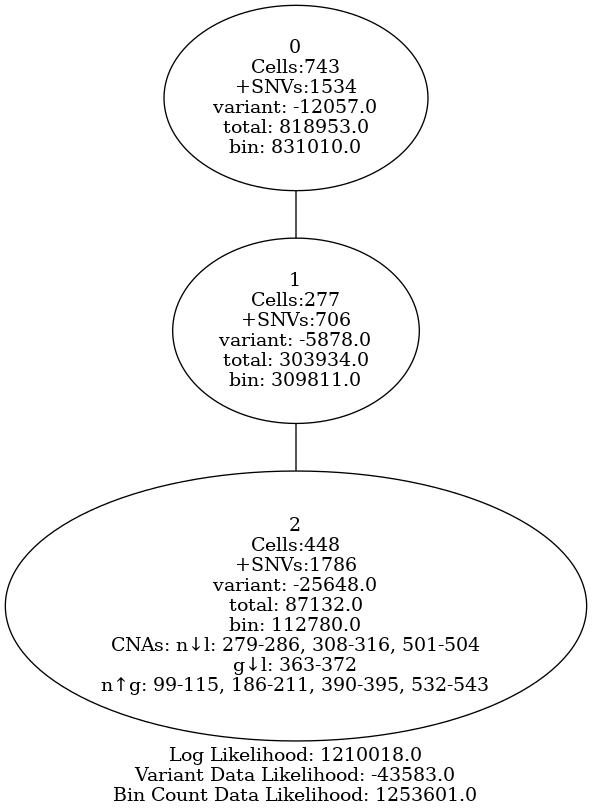 0
Cells:743
+SNVs:1534
variant: -12057.0
total: 818953.0
bin: 831010.0
1
Cells:277
+SNVs:706
variant: -5878.0
total: 303934.0
bin: 309811.0
2
Cells:448
+SNVs:1786
variant: -25648.0
total: 87132.0
bin: 112780.0
CNAs: n↓l: 279-286, 308-316, 501-504
g↓l: 363-372
n↑g: 99-115, 186-211, 390-395, 532-543
Log Likelihood: 1210018.0
Variant Data Likelihood: -43583.0
Bin Count Data Likelihood: 1253601.0